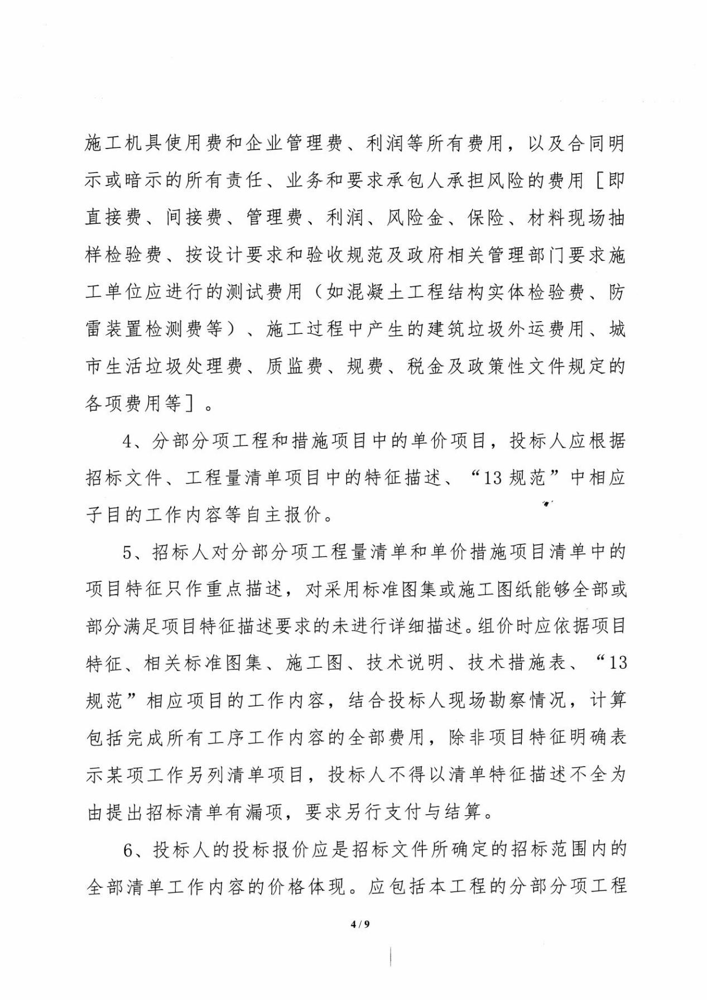 施工机具使用费和企业管理费、利润等所有费用，以及合同明
示或暗示的所有责任、业务和要求承包人承担风险的费用［即
直接费、间接费、管理费、利润、风险金、保险、材料现场抽
样检验费、按设计要求和验收规范及政府相关管理部门要求施
工单位应进行的测试费用（如混凝土工程结构实体检验费、防
雷装置检测费等）、施工过程中产生的建筑垃圾外运费用、城
市生活垃圾处理费、质监费、规费、税金及政策性文件规定的
各项费用等］。
4、分部分项工程和措施项目中的单价项目，投标人应根据
招标文件、工程量清单项目中的特征描述、“13 规范”中相应
子目的工作内容等自主报价。
5、招标人对分部分项工程量清单和单价措施项目清单中的
项目特征只作重点描述，对采用标准图集或施工图纸能够全部或
部分满足项目特征描述要求的未进行详细描述。组价时应依据项目
特征、相关标准图集、施工图、技术说明、技术措施表、“13
规范”相应项目的工作内容，结合投标人现场勘察情况，计算
包括完成所有工序工作内容的全部费用，除非项目特征明确表
示某项工作另列清单项目，投标人不得以清单特征描述不全为
由提出招标清单有漏项，要求另行支付与结算。
6、投标人的投标报价应是招标文件所确定的招标范围内的
全部清单工作内容的价格体现。应包括本工程的分部分项工程
4 / 9